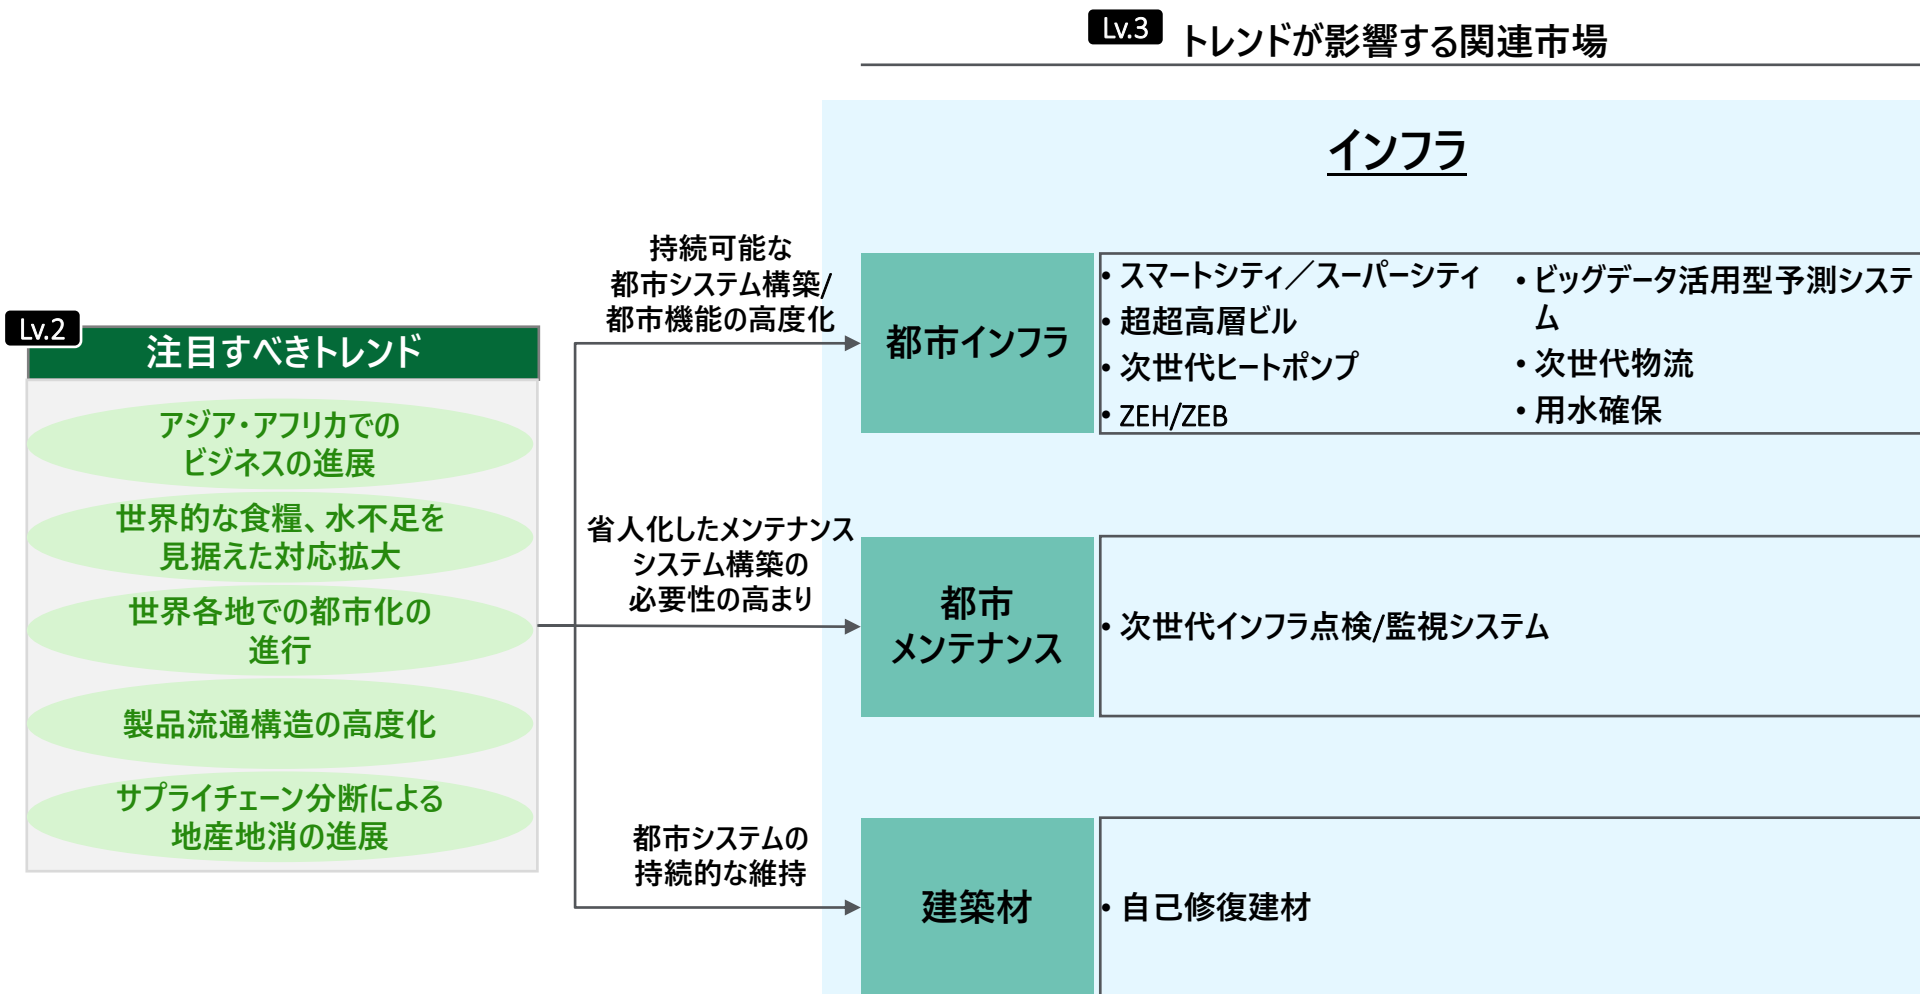 Lv.3
トレンドが影響する関連市場
インフラ
Lv.2
注目すべきトレンド
アジア・アフリカでの
ビジネスの進展
世界的な食糧、水不足を
見据えた対応拡大
世界各地での都市化の
進行
製品流通構造の高度化
サプライチェーン分断による
地産地消の進展
持続可能な
都市システム構築/
都市機能の高度化
都市インフラ
• スマートシティ／スーパーシティ
• 超超高層ビル
• 次世代ヒートポンプ
• ZEH/ZEB
• ビッグデータ活用型予測システ
ム
• 次世代物流
• 用水確保
省人化したメンテナンス
システム構築の
必要性の高まり
都市
メンテナンス
• 次世代インフラ点検/監視システム
都市システムの
持続的な維持
建築材
• 自己修復建材